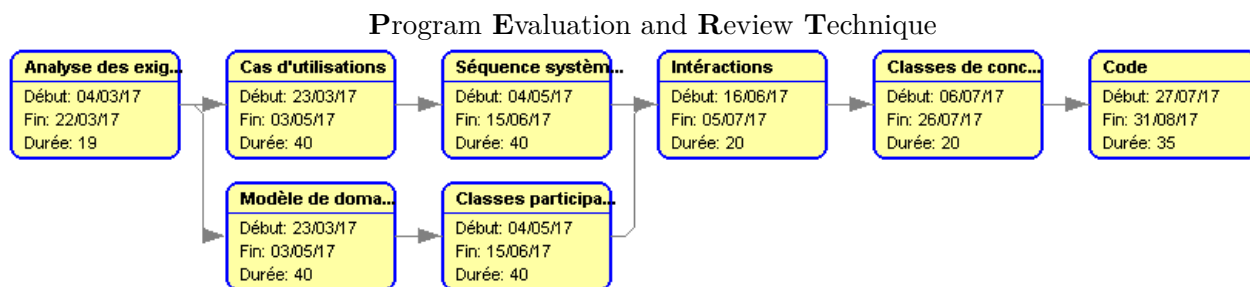 Program Evaluation and Review Technique
Analyse des exig...
Début: 04/03/17
Fin: 22/03/17
Durée: 19
Cas d'utilisations
Début: 23/03/17
Fin: 03/05/17
Durée: 40
Séquence systèm...
Début: 04/05/17
Fin: 15/06/17
Durée: 40
Intéractions
Début: 16/06/17
Fin: 05/07/17
Durée: 20
Classes de conc...
Début: 06/07/17
Fin: 26/07/17
Durée: 20
Code
Début: 27/07/17
Fin: 31/08/17
Durée: 35
Modèle de doma...
Début: 23/03/17
Fin: 03/05/17
Durée: 40
Classes participa...
Début: 04/05/17
Fin: 15/06/17
Durée: 40